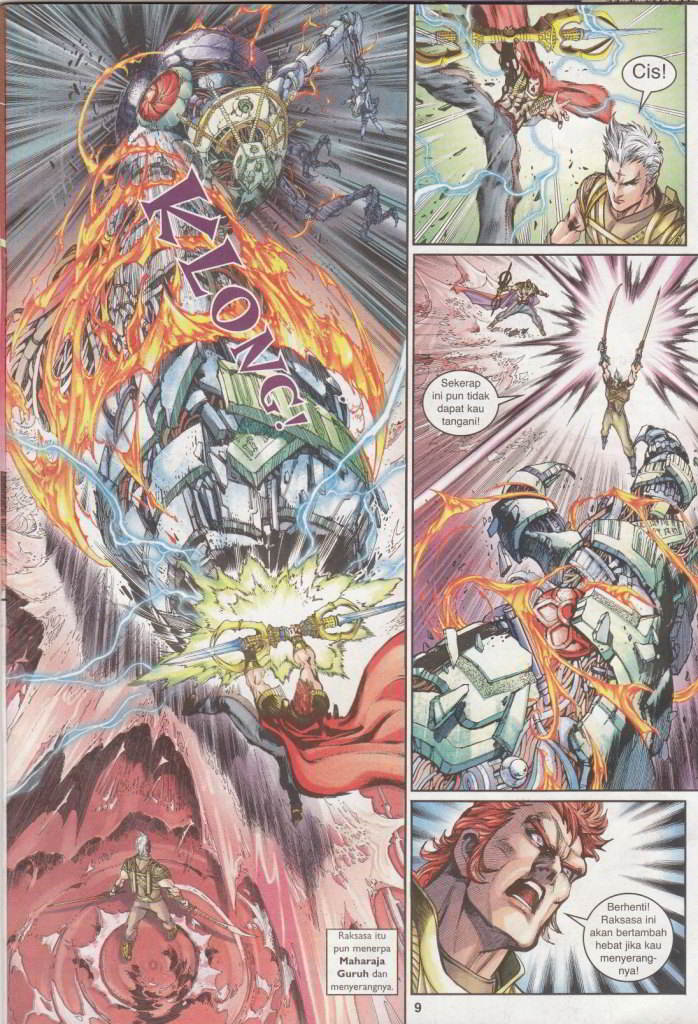 KLONG!
Raksasa itu
pun menerpa
Maharaja
Guruh dan
menyerangnya.
Cis!
Sekerap
ini pun tidak
dapat kau
tangani!
Berhenti!
Raksasa ini
akan bertambah
hebat jika kau
menyerang-
nya!
9